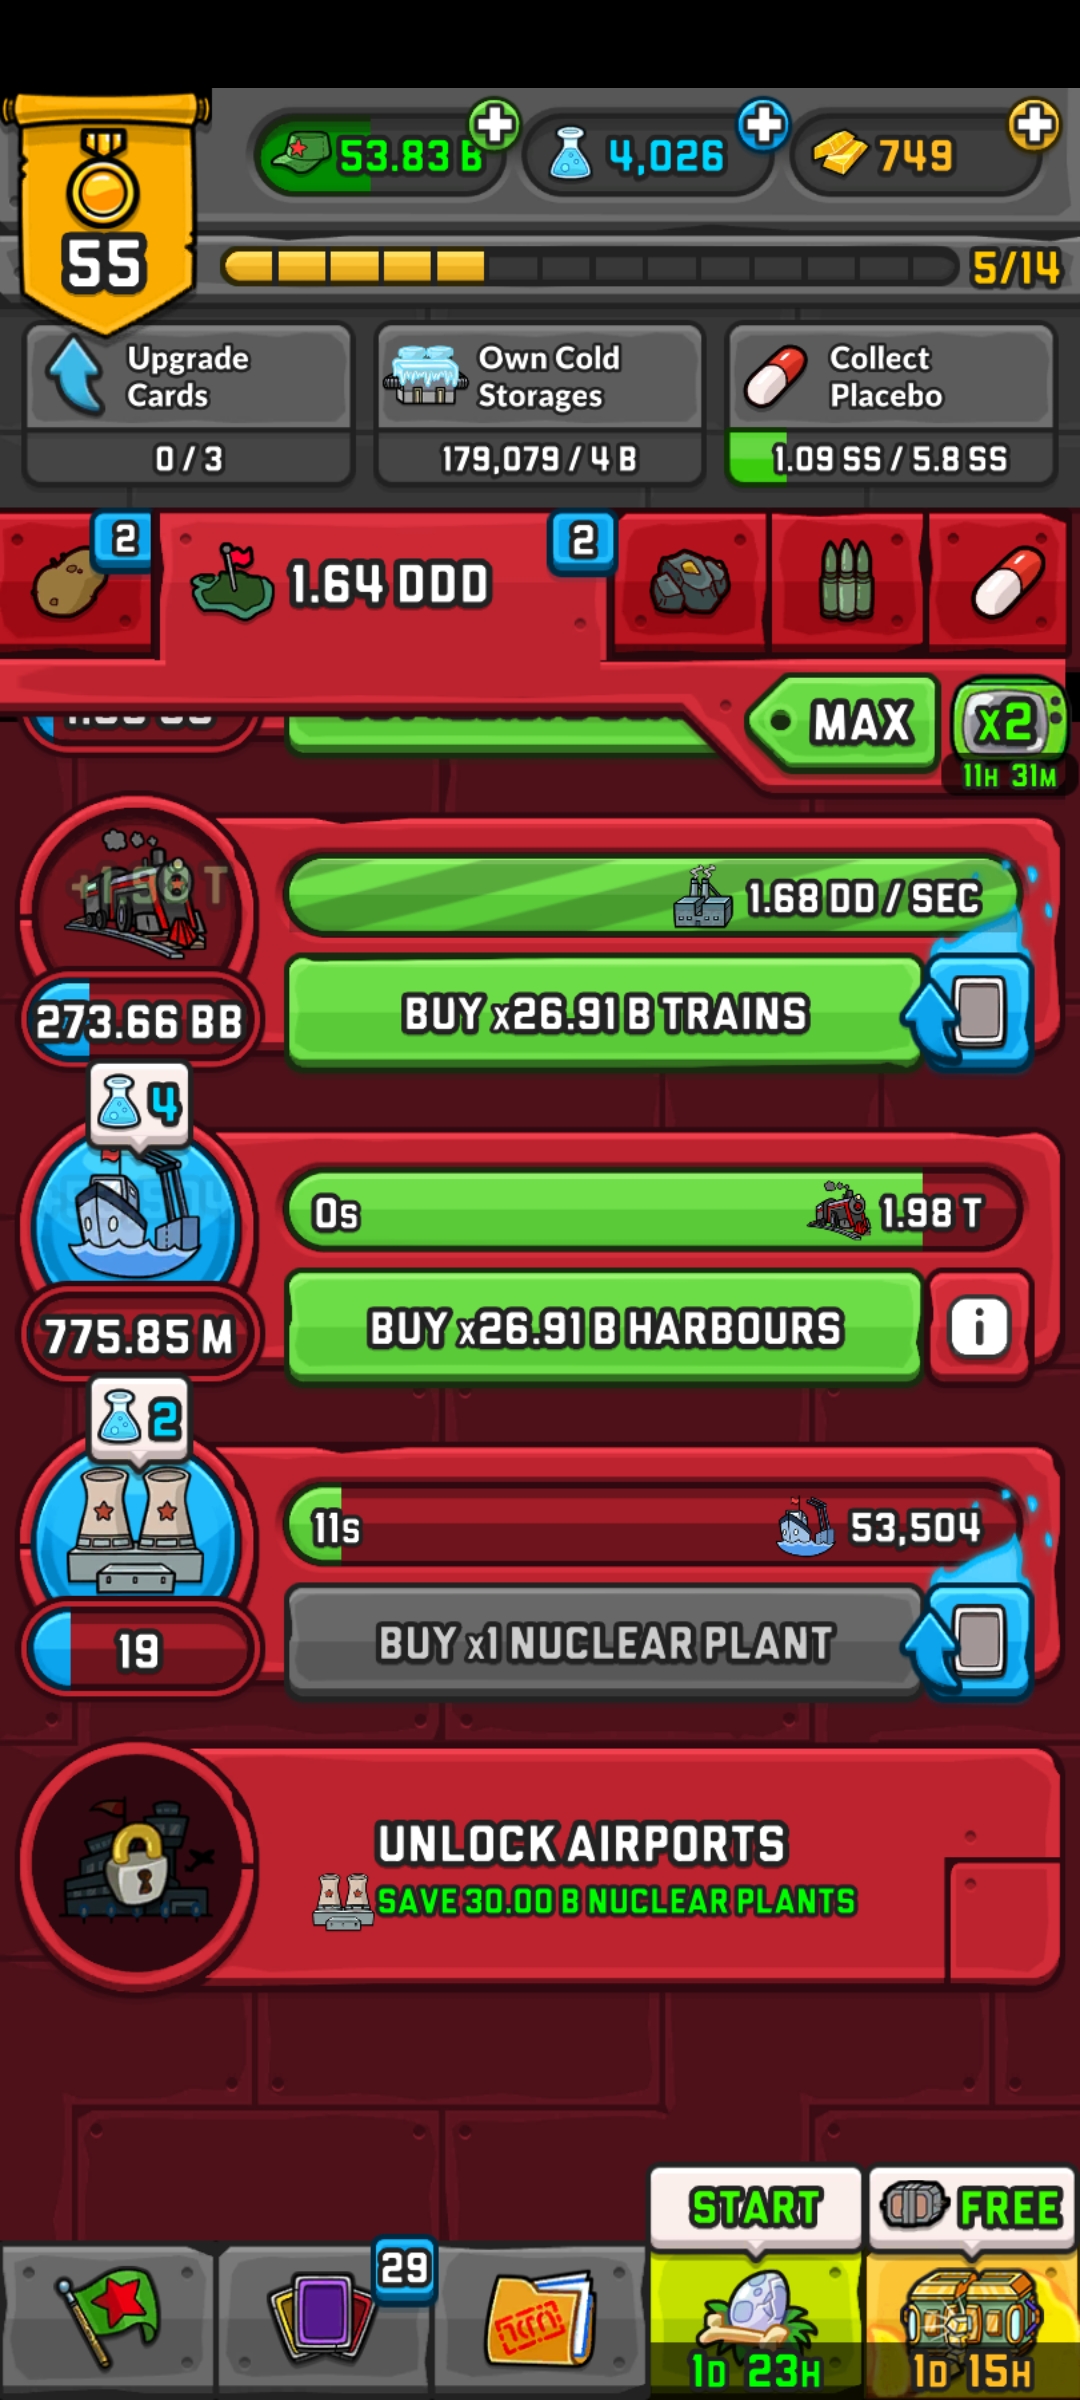 53.83 B
4,026
749
55
5/14
Upgrade
Cards
0 / 3
Own Cold
Storages
179,079 / 4 B
Collect
Placebo
1.09 SS / 5.8 SS
2
1.64 DDD
2
MAX
x2
11H 31M
1.68 DD / SEC
BUY x26.91 B TRAINS
273.66 BB
4
0s
1.98 T
BUY x26.91 B HARBOURS
775.85 M
2
11s
53,504
BUY x1 NUCLEAR PLANT
19
UNLOCK AIRPORTS
SAVE 30.00 B NUCLEAR PLANTS
START
FREE
29
1D 23H
1D 15H